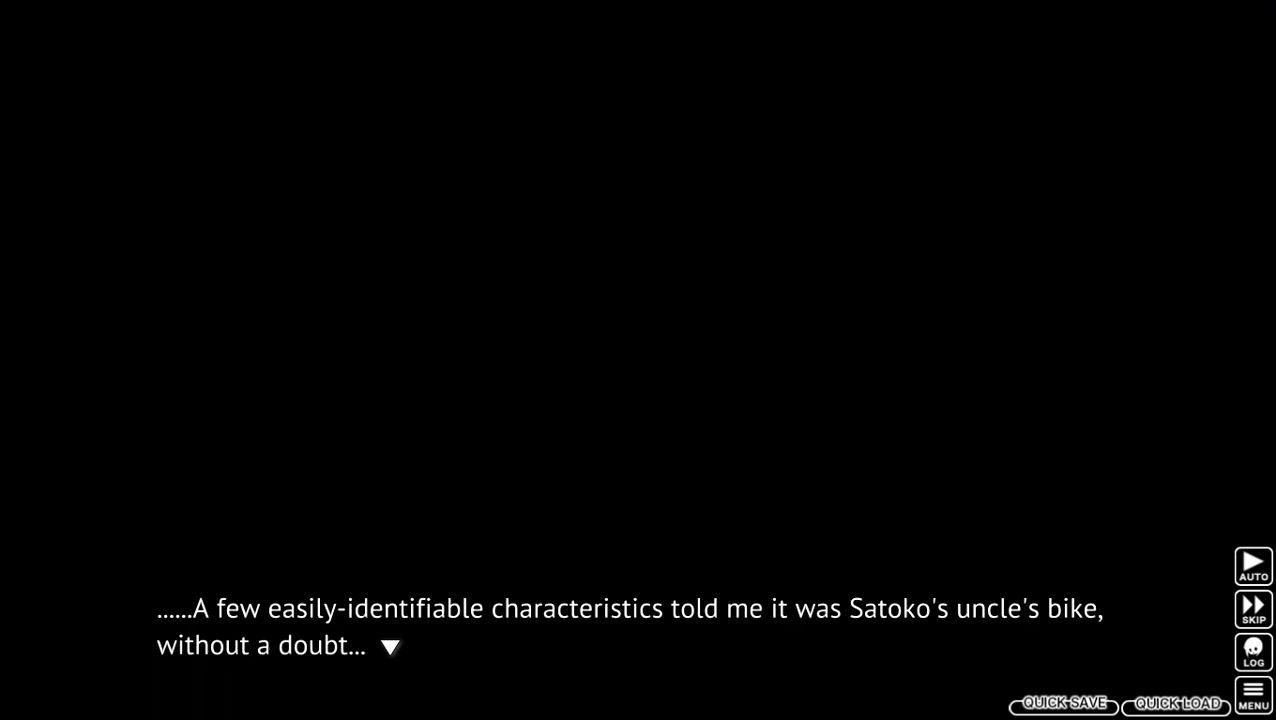 ......A few easily-identifiable characteristics told me it was Satoko's uncle's bike,
without a doubt...
AUTO
SKIP
LOG
MENU
QUICK SAVE QUICK LOAD